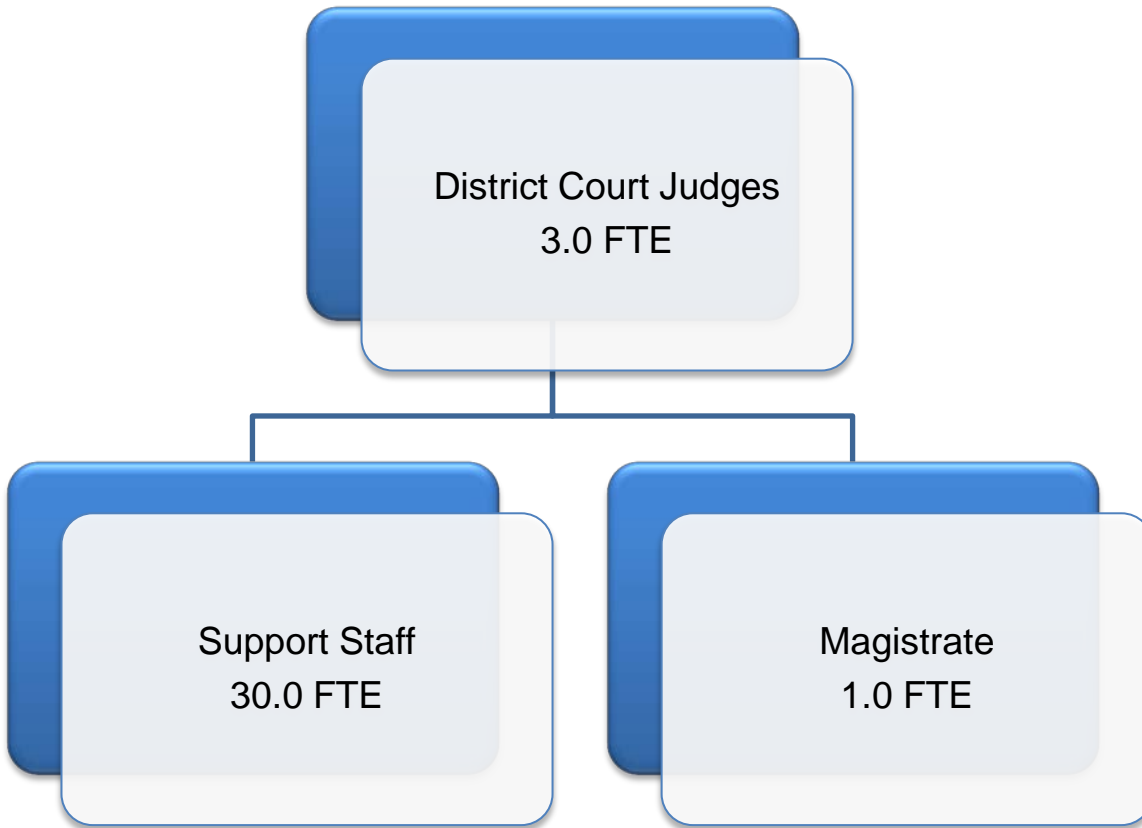 District Court Judges
3.0 FTE
Support Staff
30.0 FTE
Magistrate
1.0 FTE